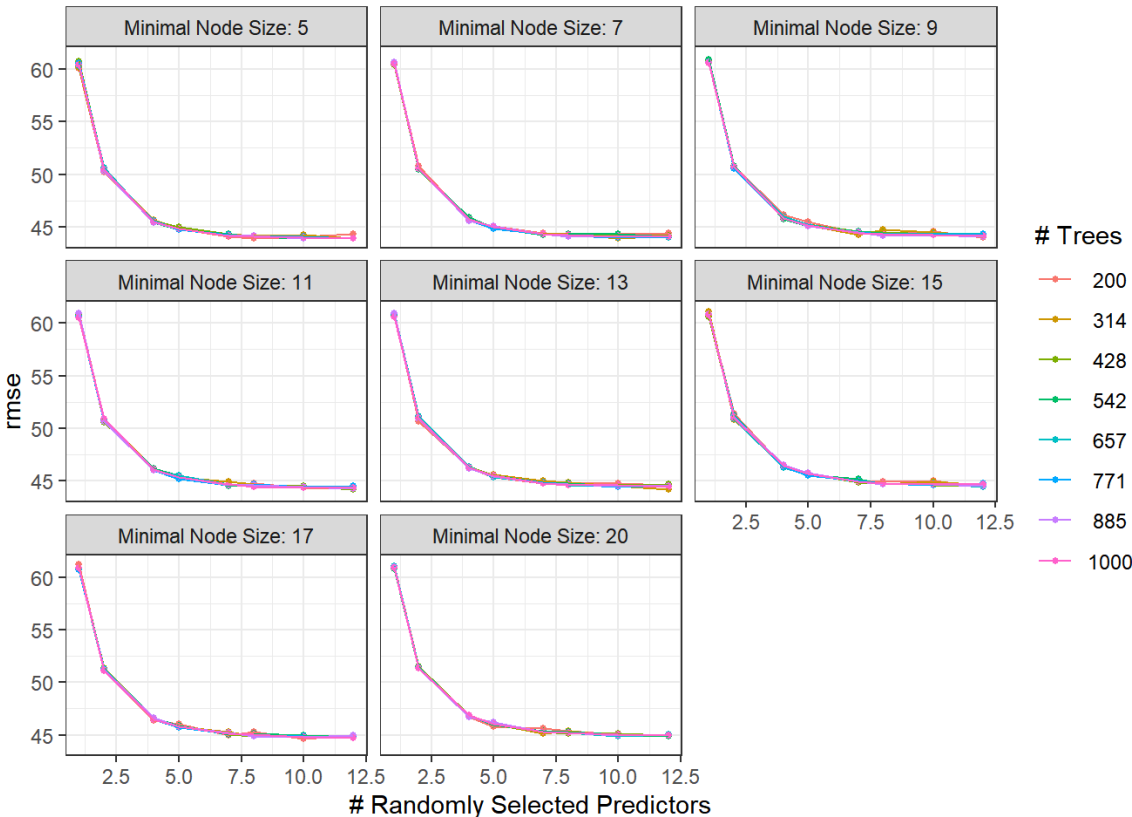 Minimal Node Size: 5
Minimal Node Size: 7
Minimal Node Size: 9
60
55
50
45
Minimal Node Size: 11
Minimal Node Size: 13
Minimal Node Size: 15
60
55
50
45
2.5 5.0 7.5 10.0 12.5
Minimal Node Size: 17
Minimal Node Size: 20
60
55
50
45
2.5 5.0 7.5 10.0 12.5
2.5 5.0 7.5 10.0 12.5
rmse
# Randomly Selected Predictors
# Trees
200
314
428
542
657
771
885
1000